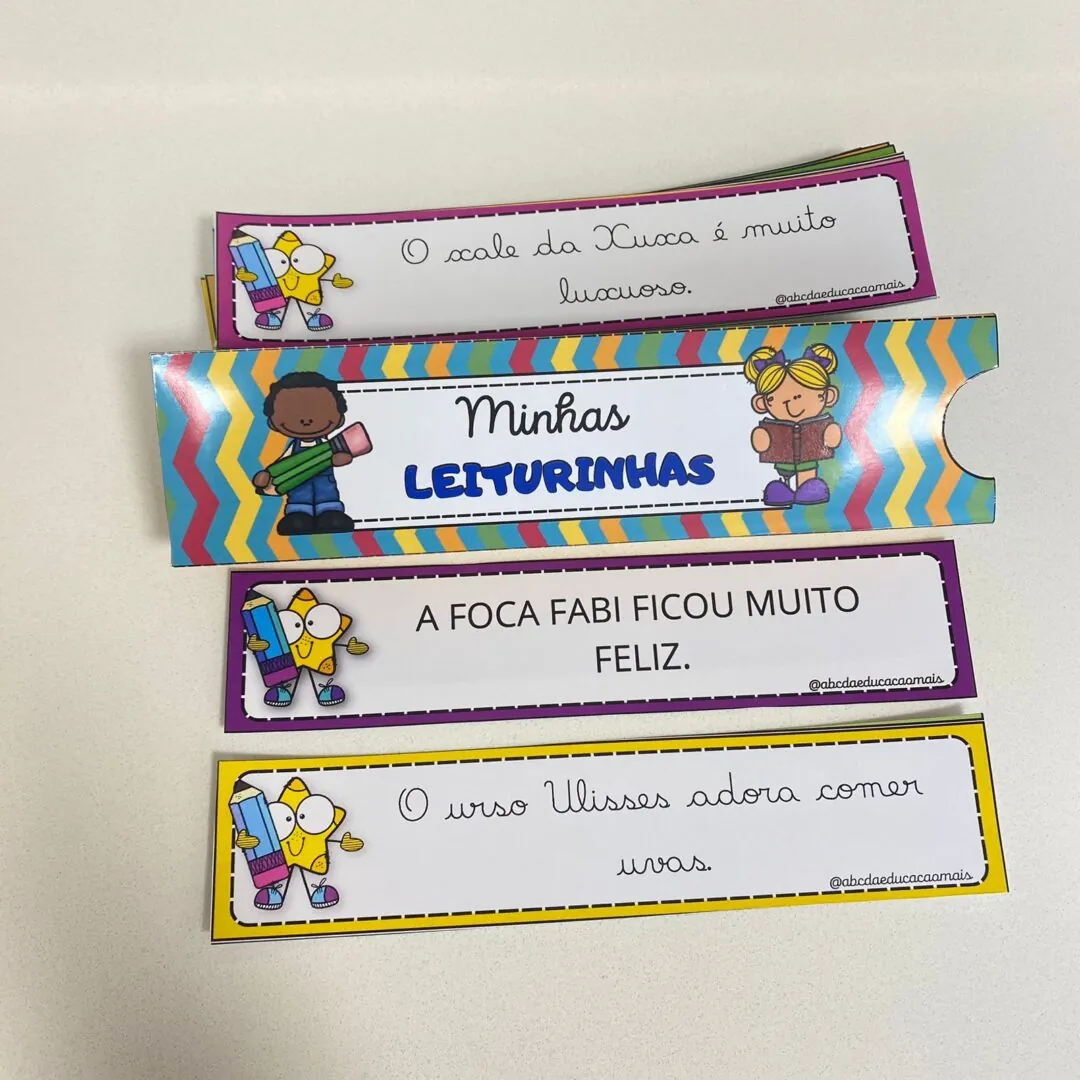 O xale da Xuxa é muito
luxuoso.
@abcdaeducacaomais
Minhas
LEITURINHAS
A FOCA FABI FICOU MUITO
FELIZ.
@abcdaeducacaomais
O urso Ulisses adora comer
uvas.
@abcdaeducacaomais